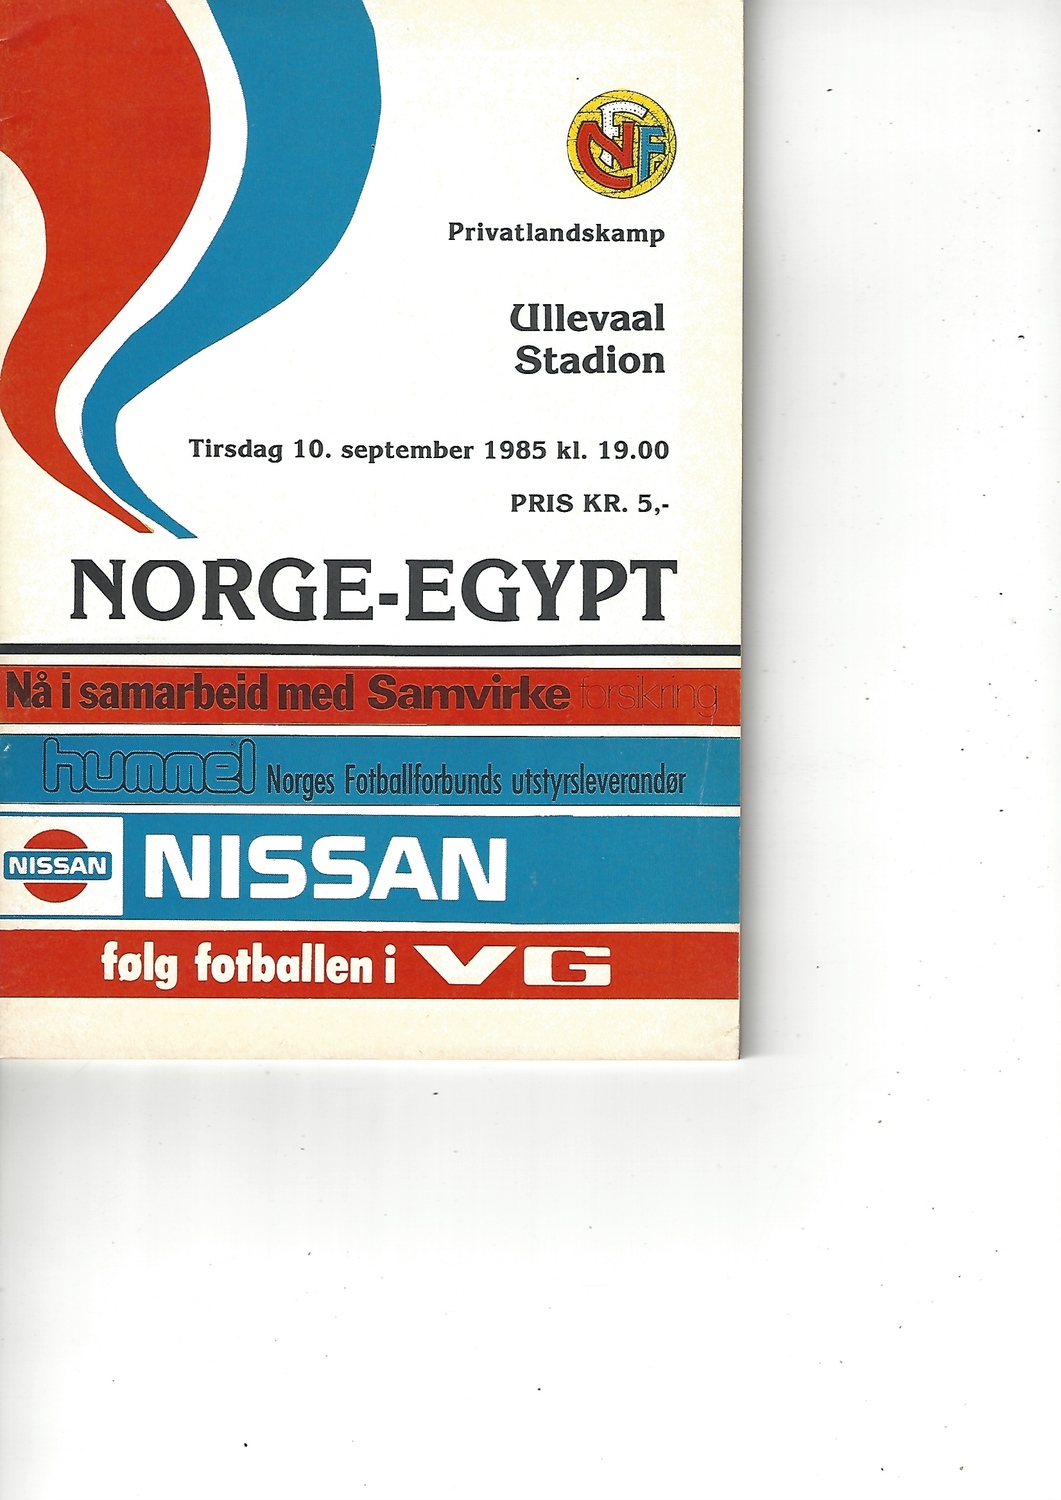 NFF
Privatlandskamp
Ullevaal
Stadion
Tirsdag 10. september 1985 kl. 19.00
PRIS KR. 5,-
NORGE-EGYPT
Nå i samarbeid med Samvirke forsikring
hummel Norges Fotballforbunds utstyrsleverandør
NISSAN NISSAN
følg fotballen i VG